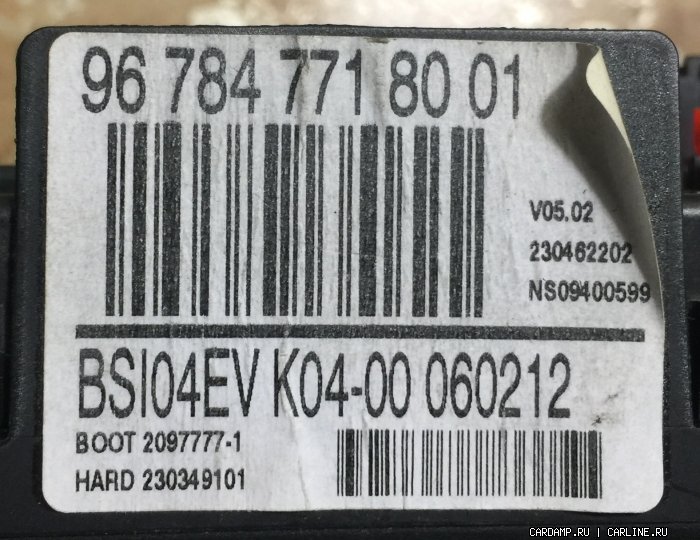 96 784 771 80 01
V05.02
230462202
NS09400599
BSI04EV K04-00 060212
BOOT 2097777-1
HARD 230349101
CARDAMP.RU | CARLINE.RU